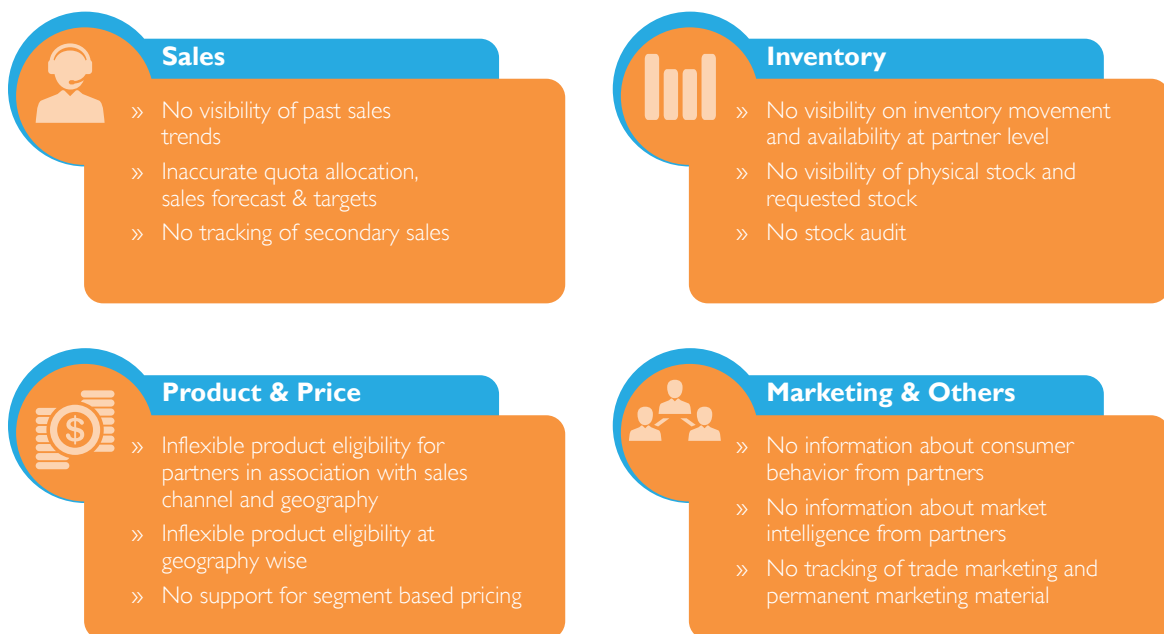 Sales
» No visibility of past sales
trends
» Inaccurate quota allocation,
sales forecast & targets
» No tracking of secondary sales
Inventory
» No visibility on inventory movement
and availability at partner level
» No visibility of physical stock and
requested stock
» No stock audit
Product & Price
$
» Inflexible product eligibility for
partners in association with sales
channel and geography
» Inflexible product eligibility at
geography wise
» No support for segment based pricing
Marketing & Others
» No information about consumer
behavior from partners
» No information about market
intelligence from partners
» No tracking of trade marketing and
permanent marketing material